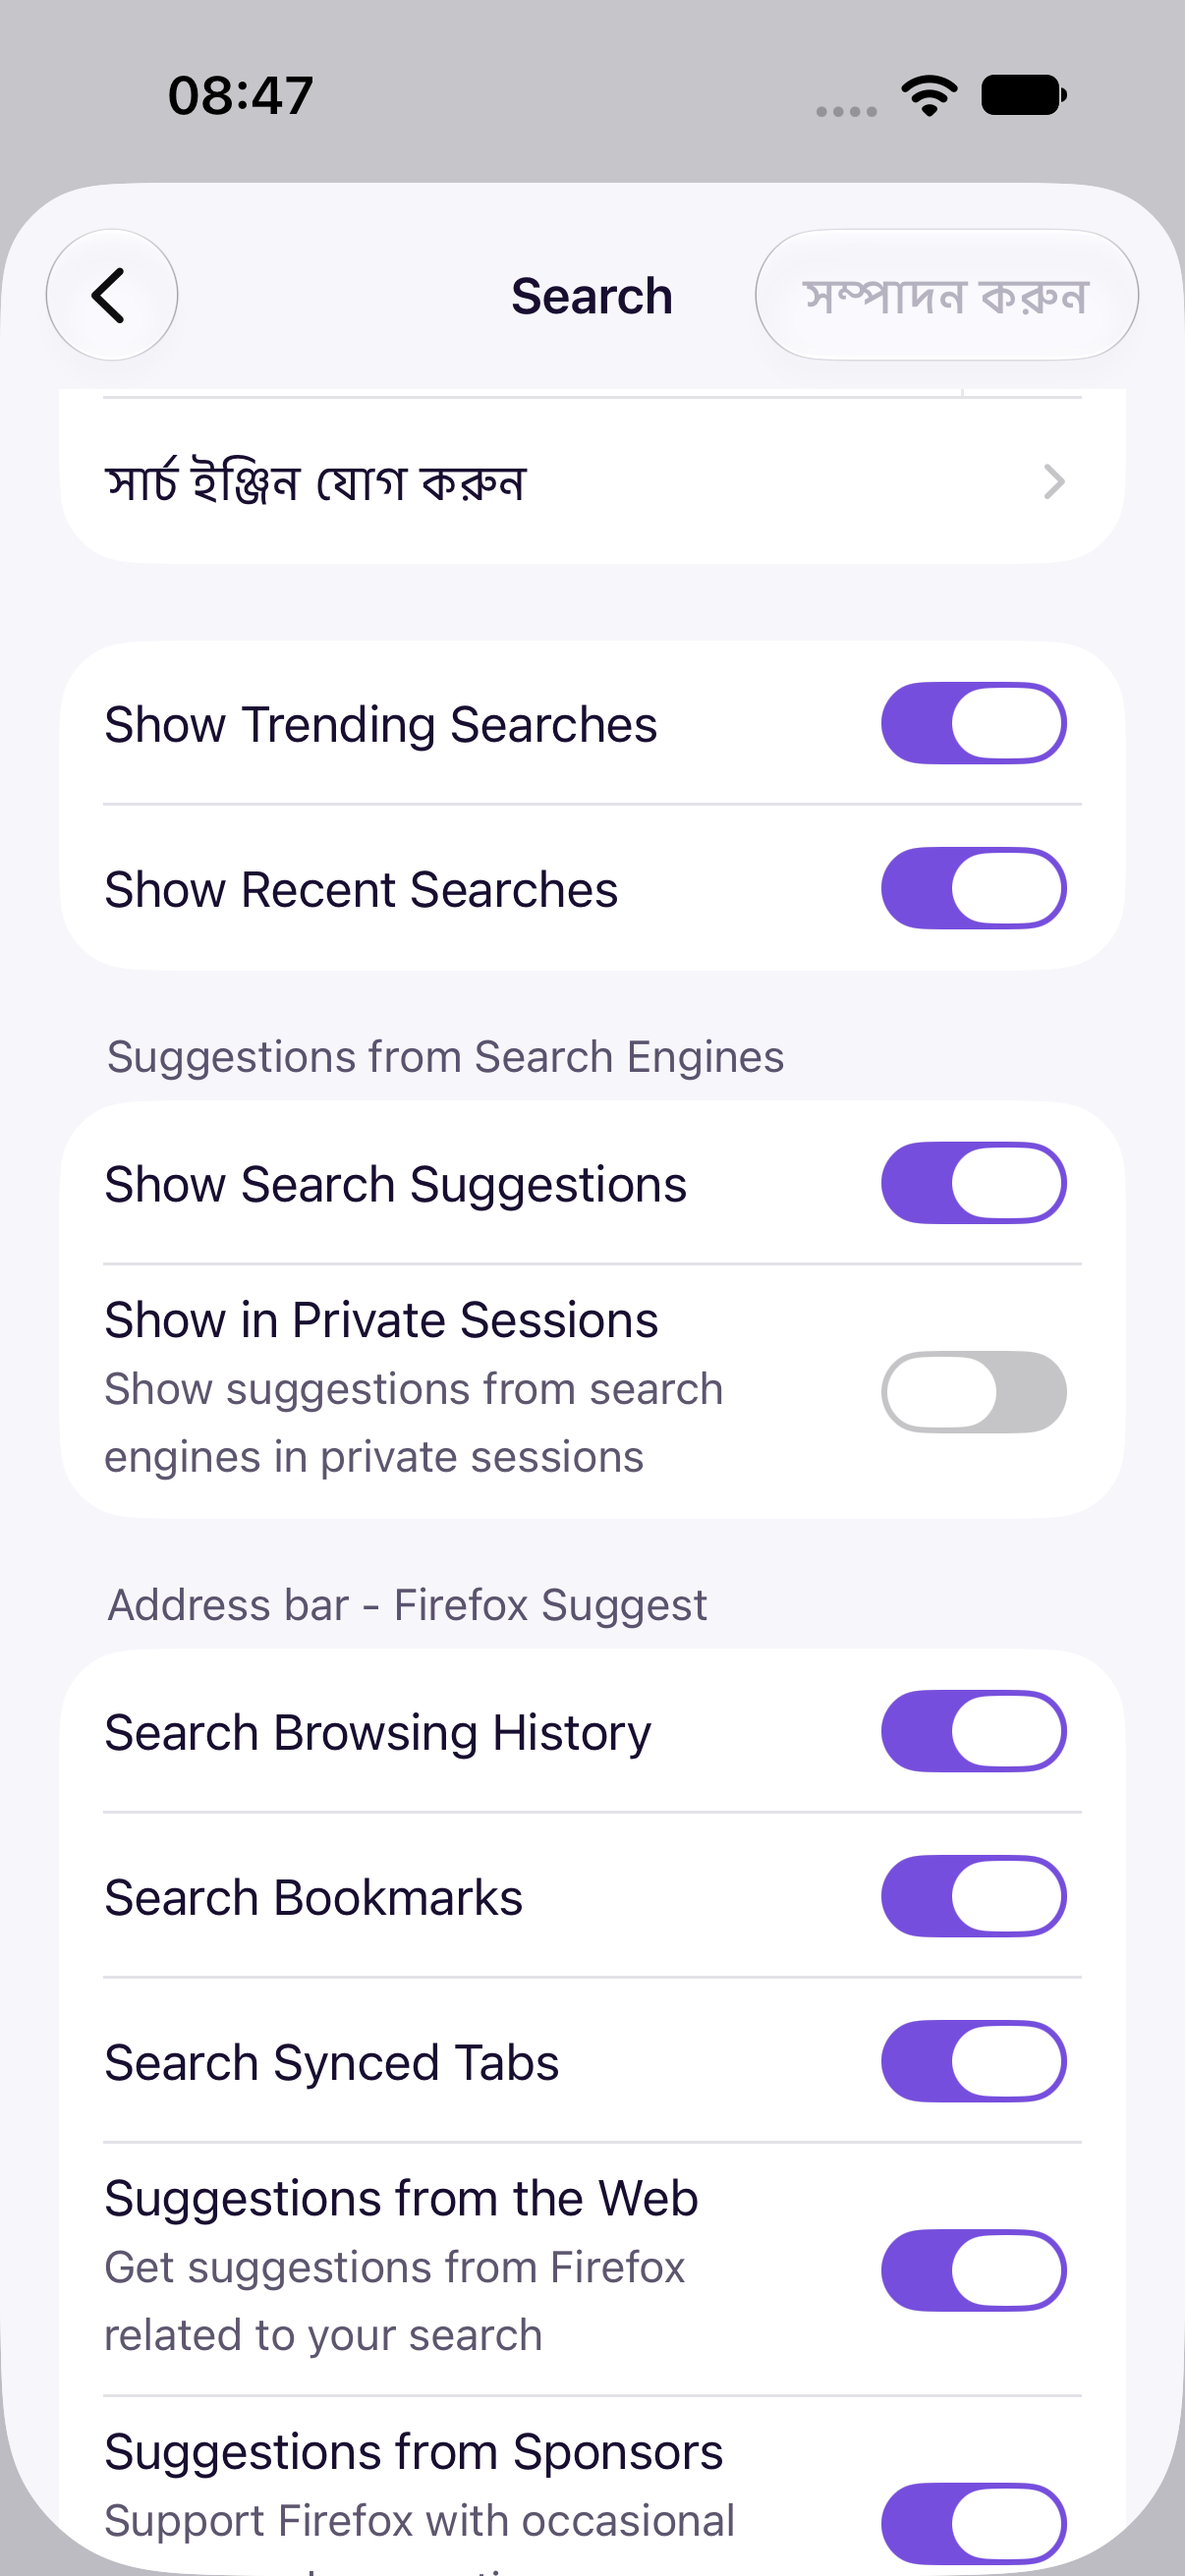 08:47
Search
সম্পাদন করুন
সার্চ ইঞ্জিন যোগ করুন
Show Trending Searches
Show Recent Searches
Suggestions from Search Engines
Show Search Suggestions
Show in Private Sessions
Show suggestions from search
engines in private sessions
Address bar - Firefox Suggest
Search Browsing History
Search Bookmarks
Search Synced Tabs
Suggestions from the Web
Get suggestions from Firefox
related to your search
Suggestions from Sponsors
Support Firefox with occasional